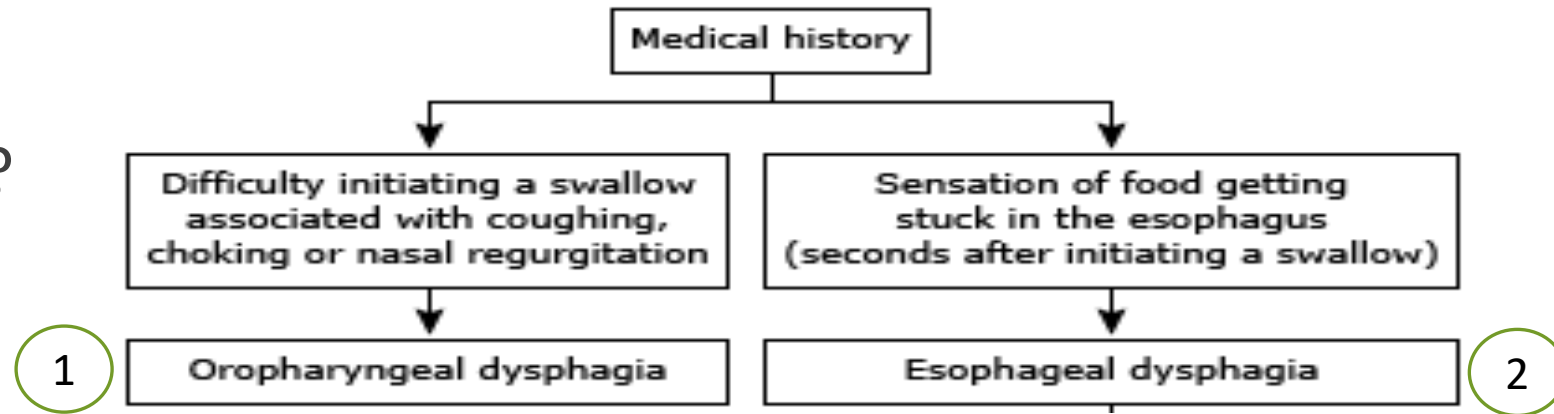 Medical history
?
Difficulty initiating a swallow
associated with coughing,
choking or nasal regurgitation
Sensation of food getting
stuck in the esophagus
(seconds after initiating a swallow)
1
Oropharyngeal dysphagia
Esophageal dysphagia
2